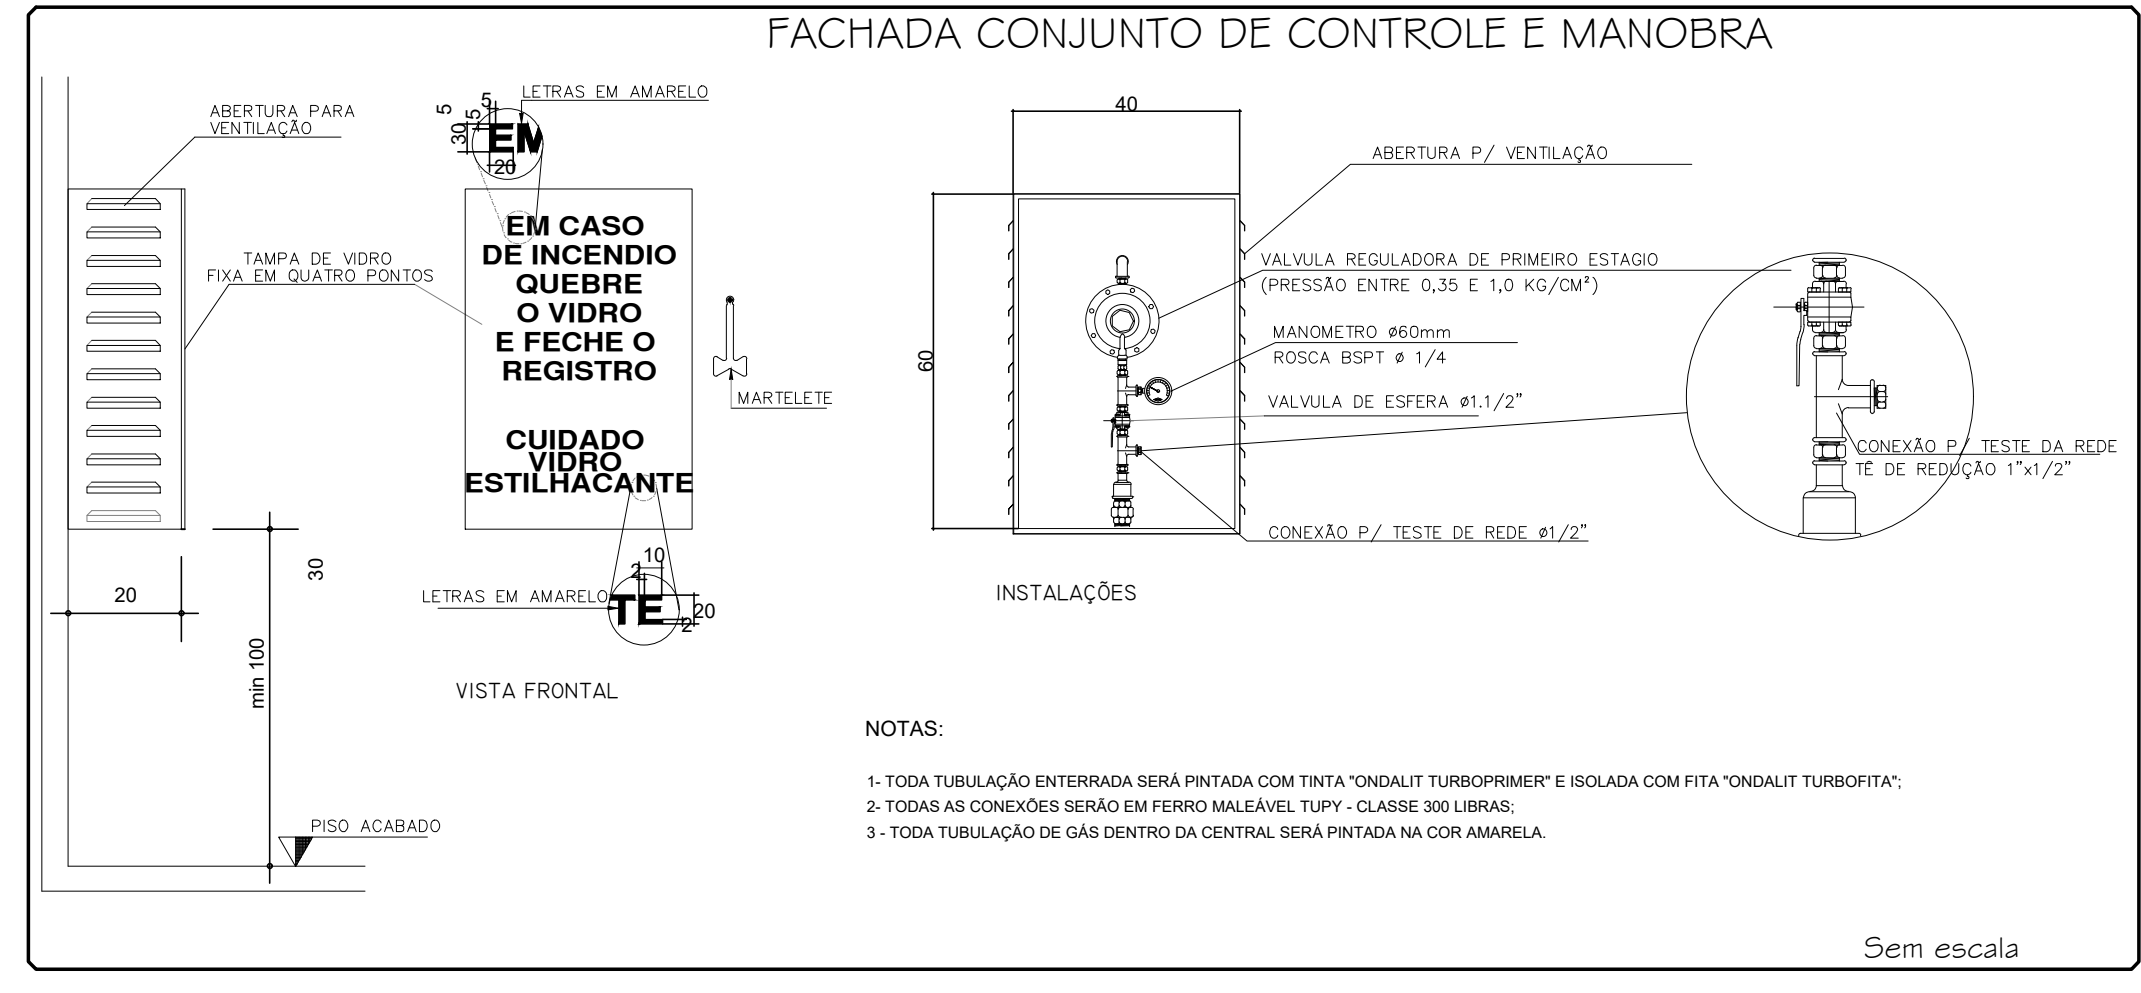 FACHADA CONJUNTO DE CONTROLE E MANOBRA
ABERTURA PARA
VENTILAÇÃO
TAMPA DE VIDRO
FIXA EM QUATRO PONTOS
20
30
min 100
PISO ACABADO
LETRAS EM AMARELO
5
5
5
30
EM
20
EM CASO
DE INCENDIO
QUEBRE
O VIDRO
E FECHE O
REGISTRO
CUIDADO
VIDRO
ESTILHACANTE
MARTELETE
10
2
LETRAS EM AMARELO
TE
20
2
VISTA FRONTAL
40
60
ABERTURA P/ VENTILAÇÃO
VALVULA REGULADORA DE PRIMEIRO ESTAGIO
(PRESSÃO ENTRE 0,35 E 1,0 KG/CM²)
MANOMETRO ø60mm
ROSCA BSPT ø 1/4
VALVULA DE ESFERA ø1.1/2"
CONEXÃO P/ TESTE DE REDE ø1/2"
CONEXÃO P/ TESTE DA REDE
TÊ DE REDUÇÃO 1"x1/2"
INSTALAÇÕES
NOTAS:
1- TODA TUBULAÇÃO ENTERRADA SERÁ PINTADA COM TINTA "ONDALIT TURBOPRIMER" E ISOLADA COM FITA "ONDALIT TURBOFITA";
2- TODAS AS CONEXÕES SERÃO EM FERRO MALEÁVEL TUPY - CLASSE 300 LIBRAS;
3 - TODA TUBULAÇÃO DE GÁS DENTRO DA CENTRAL SERÁ PINTADA NA COR AMARELA.
Sem escala